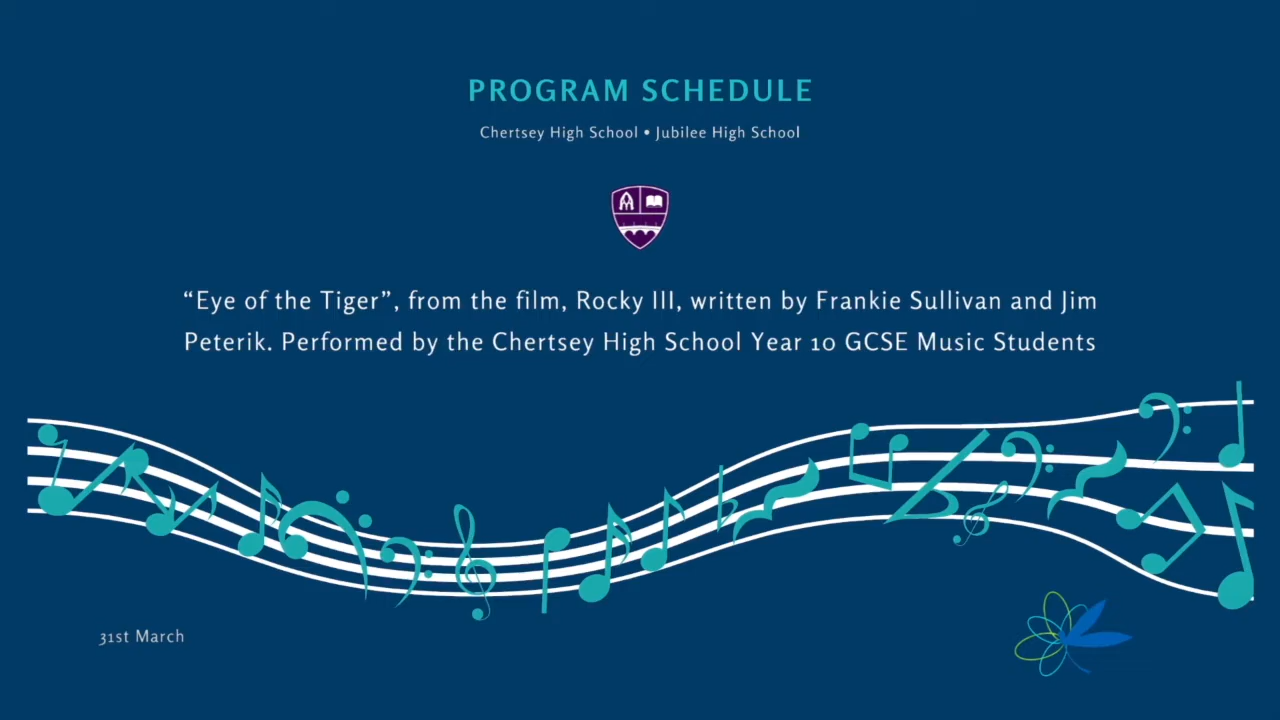 PROGRAM SCHEDULE
Chertsey High School • Jubilee High School
“Eye of the Tiger”, from the film, Rocky III, written by Frankie Sullivan and Jim
Peterik. Performed by the Chertsey High School Year 10 GCSE Music Students
31st March